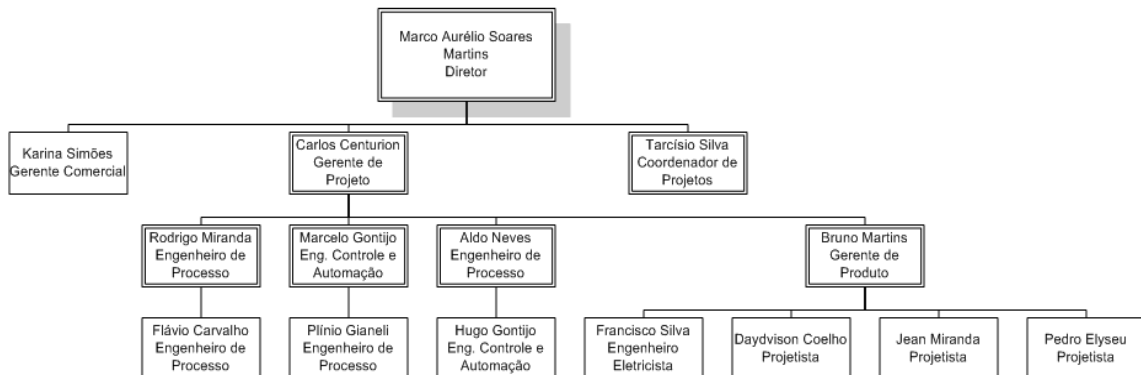 Marco Aurélio Soares
Martins
Diretor
Karina Simões
Gerente Comercial
Carlos Centurion
Gerente de
Projeto
Tarcísio Silva
Coordenador de
Projetos
Rodrigo Miranda
Engenheiro de
Processo
Marcelo Gontijo
Eng. Controle e
Automação
Aldo Neves
Engenheiro de
Processo
Bruno Martins
Gerente de
Produto
Flávio Carvalho
Engenheiro de
Processo
Plínio Gianeli
Engenheiro de
Processo
Hugo Gontijo
Eng. Controle e
Automação
Francisco Silva
Engenheiro
Eletricista
Daydvison Coelho
Projetista
Jean Miranda
Projetista
Pedro Elyseu
Projetista